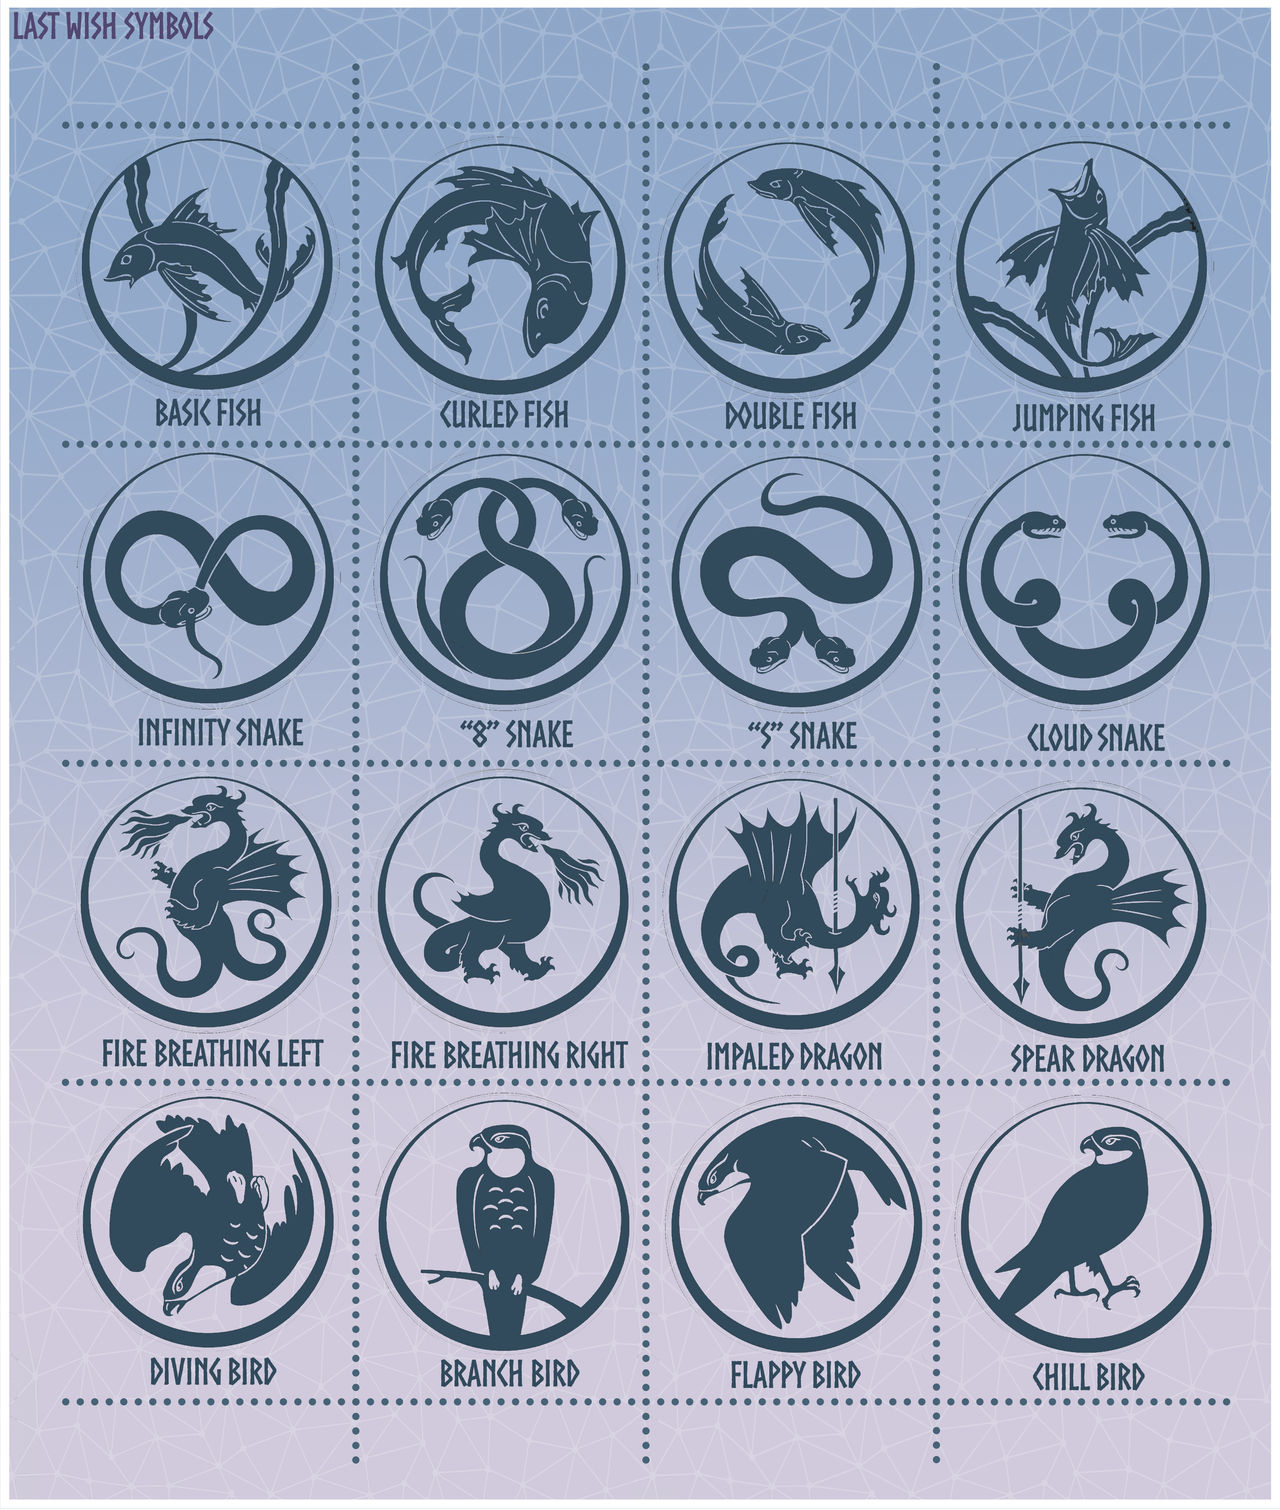 LAST WISH SYMBOLS
BASIC FISH
CURLED FISH
DOUBLE FISH
JUMPING FISH
INFINITY SNAKE
“8” SNAKE
“S” SNAKE
CLOUD SNAKE
FIRE BREATHING LEFT
FIRE BREATHING RIGHT
IMPALED DRAGON
SPEAR DRAGON
DIVING BIRD
BRANCH BIRD
FLAPPY BIRD
CHILL BIRD